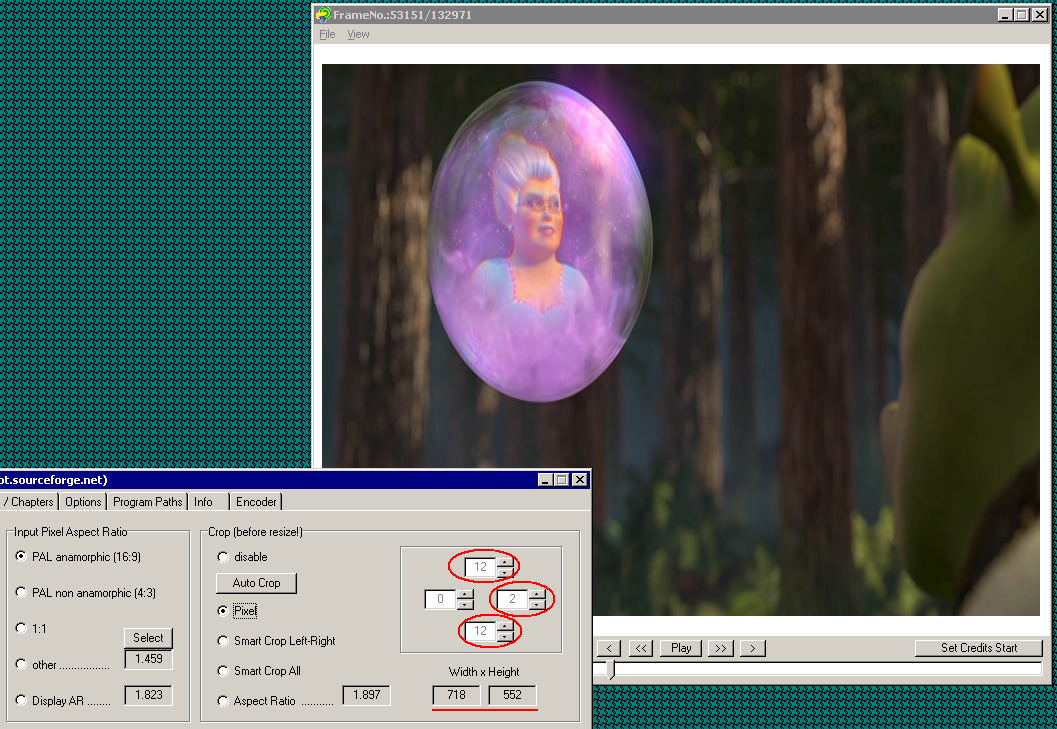 FrameNo.:53151/132971
File View
ot.sourceforge.net)
/ Chapters Options Program Paths Info Encoder
Input Pixel Aspect Ratio
PAL anamorphic (16:9)
PAL non anamorphic (4:3)
1:1
Select
other ................ 1.459
Display AR ........ 1.823
Crop (before resize!)
disable
Auto Crop
Pixel
Smart Crop Left-Right
Smart Crop All
Aspect Ratio ........... 1.897
12
0 2
12
Width x Height
718 552
< << Play >> > Set Credits Start